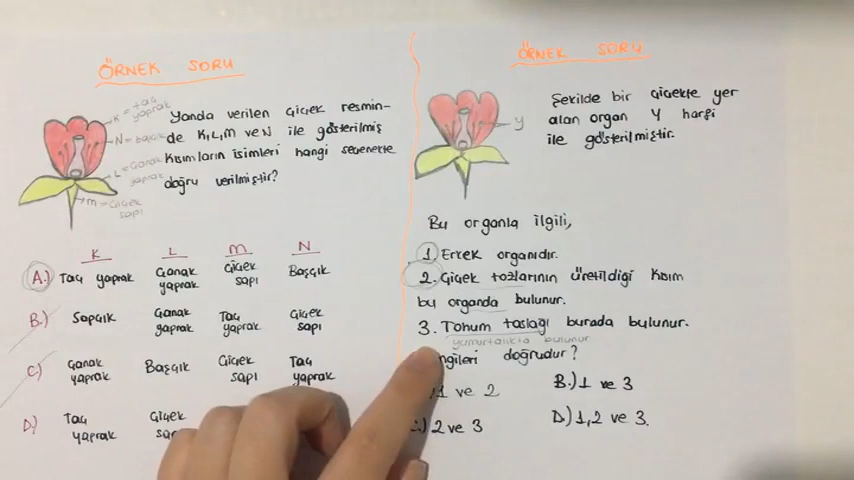 ÖRNEK SORU
K = taç
yaprak
N = başçık
L = Çanak
yaprak
M = Çiçek
sapı
Yanda verilen çiçek resmin-
de K,L,M ve N ile gösterilmiş
kısımların isimleri hangi seçenekte
doğru verilmiştir?
K L M N
A.) Taç yaprak Çanak yaprak Çiçek sapı Başçık
B.) Sapçık Çanak yaprak Taç yaprak Çiçek sapı
C.) Çanak yaprak Başçık Çiçek sapı Taç yaprak
D.) Taç yaprak Çiçek
ÖRNEK SORU
y
Şekilde bir çiçekte yer
alan organ Y harfi
ile gösterilmiştir.
Bu organla ilgili,
1. Erkek organıdır.
2. Çiçek tozlarının üretildiği kısım
bu organda bulunur.
3. Tohum taslağı burada bulunur.
yumurtalıkta bulunur
doğrudur?
1 ve 2 B.) 1 ve 3
2 ve 3 D.) 1,2 ve 3.